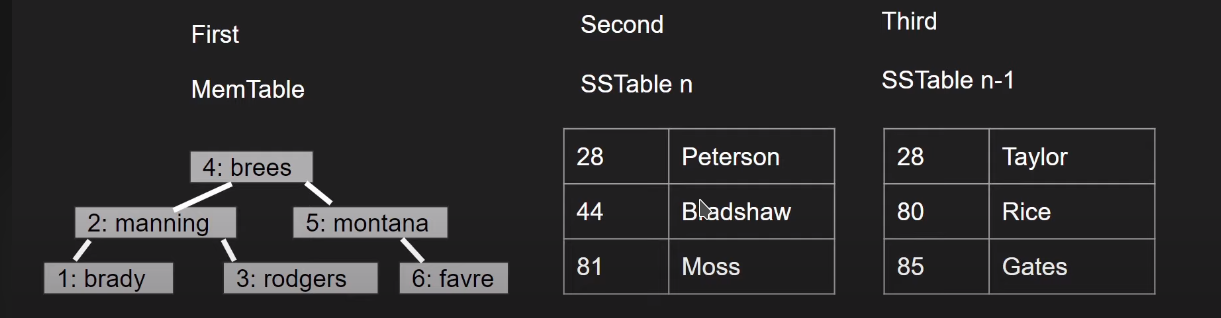 First
MemTable
4: brees
2: manning
5: montana
1: brady
3: rodgers
6: favre
Second
SSTable n
28 Peterson
44 Bradshaw
81 Moss
Third
SSTable n-1
28 Taylor
80 Rice
85 Gates